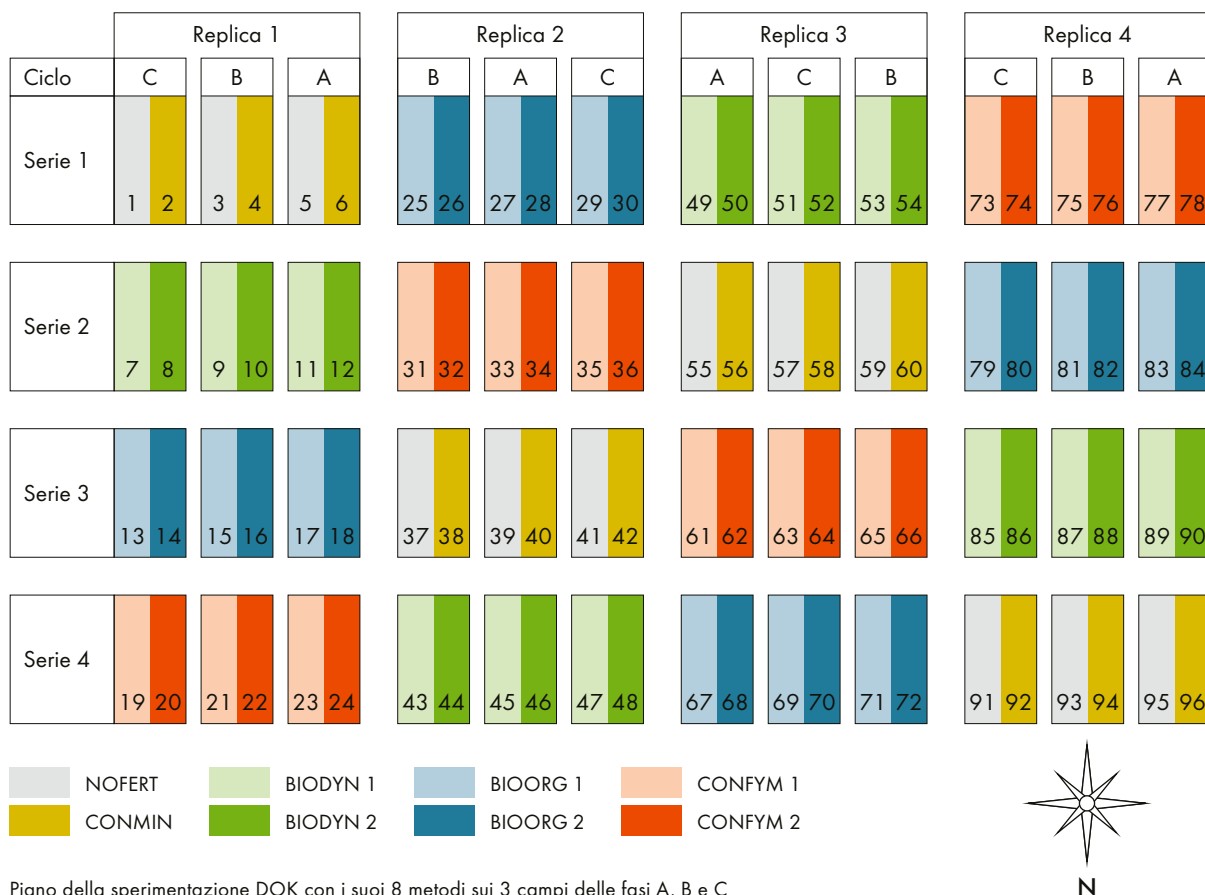 Replica 1 Replica 2 Replica 3 Replica 4
Ciclo C B A B A C A C B C B A
Serie 1
1 2 3 4 5 6 25 26 27 28 29 30 49 50 51 52 53 54 73 74 75 76 77 78
Serie 2
7 8 9 10 11 12 31 32 33 34 35 36 55 56 57 58 59 60 79 80 81 82 83 84
Serie 3
13 14 15 16 17 18 37 38 39 40 41 42 61 62 63 64 65 66 85 86 87 88 89 90
Serie 4
19 20 21 22 23 24 43 44 45 46 47 48 67 68 69 70 71 72 91 92 93 94 95 96
NOFERT BIODYN 1 BIOORG 1 CONFYM 1
CONMIN BIODYN 2 BIOORG 2 CONFYM 2
N
Piano della sperimentazione DOK con i suoi 8 metodi sui 3 campi delle fasi A, B e C